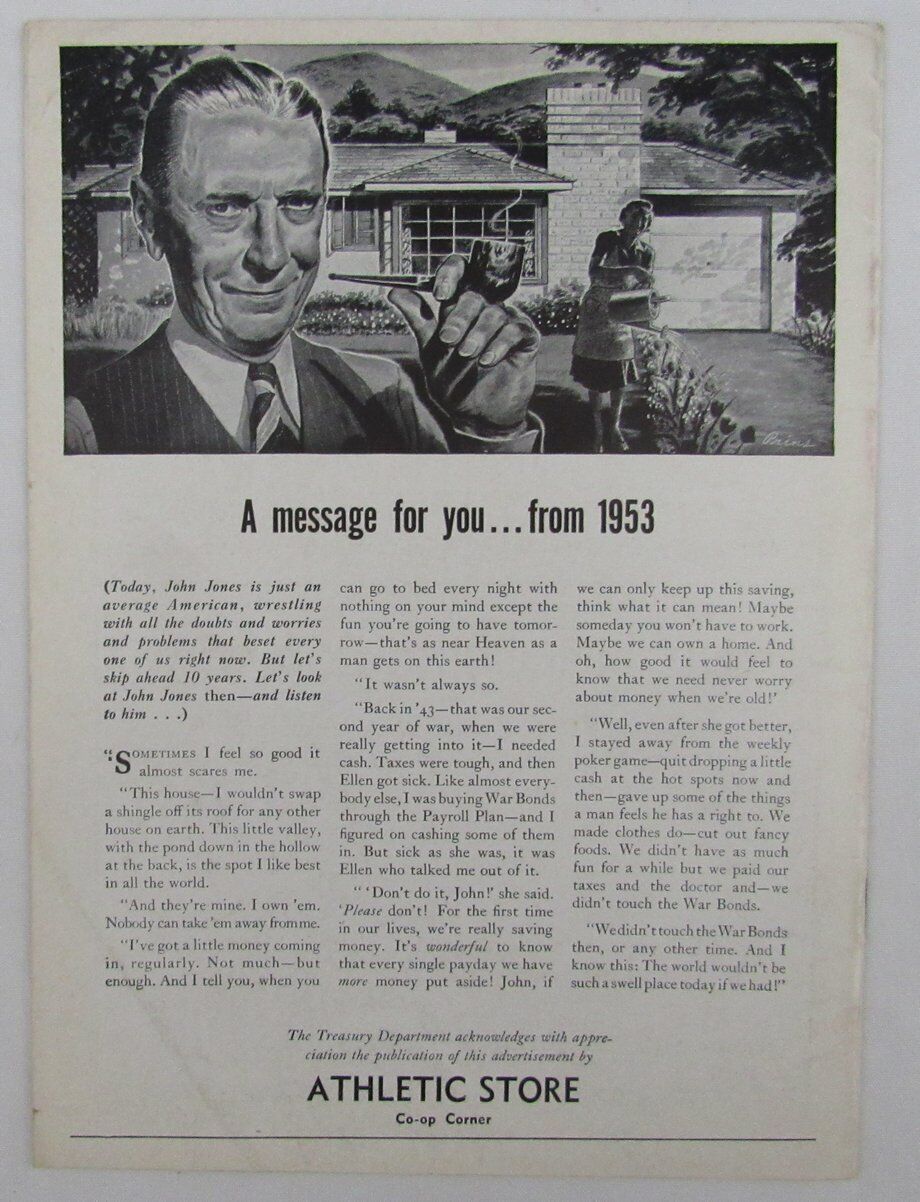 Prins
A message for you...from 1953
(Today, John Jones is just an
average American, wrestling
with all the doubts and worries
and problems that beset every
one of us right now. But let's
skip ahead 10 years. Let's look
at John Jones then—and listen
to him . . .)
"SOMETIMES I feel so good it
almost scares me.
"This house—I wouldn't swap
a shingle off its roof for any other
house on earth. This little valley,
with the pond down in the hollow
at the back, is the spot I like best
in all the world.
"And they're mine. I own 'em.
Nobody can take 'em away from me.
"I've got a little money coming
in, regularly. Not much—but
enough. And I tell you, when you
can go to bed every night with
nothing on your mind except the
fun you're going to have tomor-
row—that's as near Heaven as a
man gets on this earth!
"It wasn't always so.
"Back in '43—that was our sec-
ond year of war, when we were
really getting into it—I needed
cash. Taxes were tough, and then
Ellen got sick. Like almost every-
body else, I was buying War Bonds
through the Payroll Plan—and I
figured on cashing some of them
in. But sick as she was, it was
Ellen who talked me out of it.
" 'Don't do it, John!' she said.
'Please don't! For the first time
in our lives, we're really saving
money. It's wonderful to know
that every single payday we have
more money put aside! John, if
we can only keep up this saving,
think what it can mean! Maybe
someday you won't have to work.
Maybe we can own a home. And
oh, how good it would feel to
know that we need never worry
about money when we're old!'
"Well, even after she got better,
I stayed away from the weekly
poker game—quit dropping a little
cash at the hot spots now and
then—gave up some of the things
a man feels he has a right to. We
made clothes do—cut out fancy
foods. We didn't have as much
fun for a while but we paid our
taxes and the doctor and—we
didn't touch the War Bonds.
"We didn't touch the War Bonds
then, or any other time. And I
know this: The world wouldn't be
such a swell place today if we had!"
The Treasury Department acknowledges with appre-
ciation the publication of this advertisement by
ATHLETIC STORE
Co-op Corner